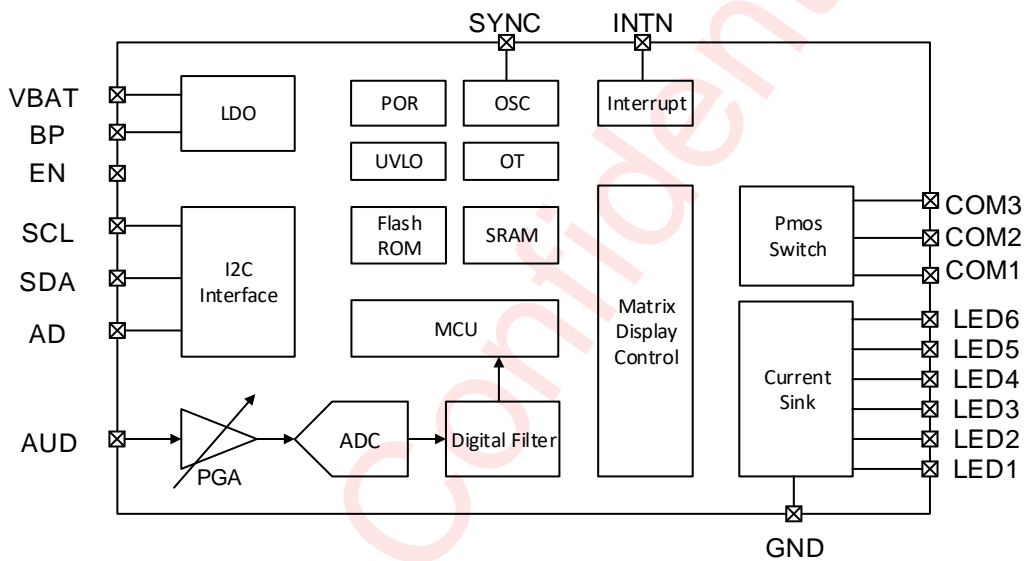 SYNC
INTN
VBAT
BP
EN
SCL
SDA
AD
AUD
LDO
POR
OSC
Interrupt
UVLO
OT
Flash
ROM
SRAM
I2C
Interface
MCU
PGA
ADC
Digital Filter
Matrix
Display
Control
Pmos
Switch
Current
Sink
COM3
COM2
COM1
LED6
LED5
LED4
LED3
LED2
LED1
GND
Confident